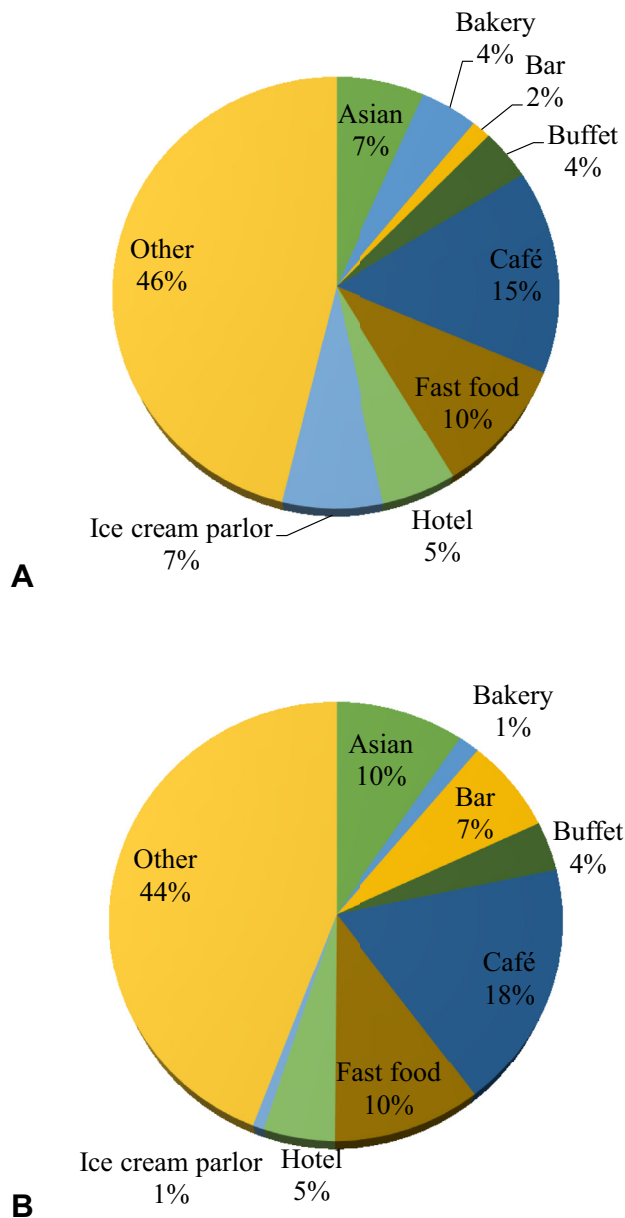 Bakery
4%
Bar
2%
Asian
7%
Buffet
4%
Other
46%
Café
15%
Fast food
10%
Hotel
5%
Ice cream parlor
7%
A
Bakery
1%
Asian
10%
Bar
7%
Buffet
4%
Other
44%
Café
18%
Fast food
10%
Ice cream parlor
1%
Hotel
5%
B